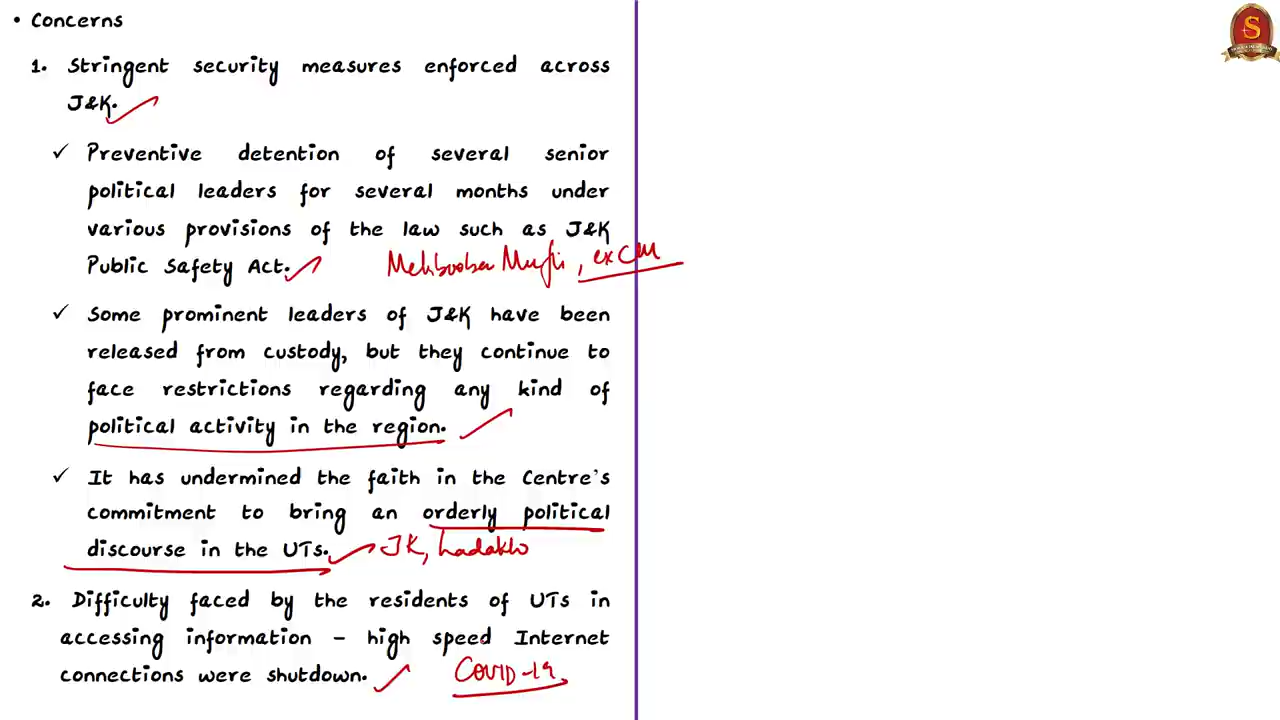 • Concerns
1. Stringent security measures enforced across
J&K.
✓ Preventive detention of several senior
political leaders for several months under
various provisions of the law such as J&K
Public Safety Act. Mehbooba Mufti, ex CM
✓ Some prominent leaders of J&K have been
released from custody, but they continue to
face restrictions regarding any kind of
political activity in the region.
✓ It has undermined the faith in the Centre's
commitment to bring an orderly political
discourse in the UTs. JK, Ladakh
2. Difficulty faced by the residents of UTs in
accessing information – high speed Internet
connections were shutdown. COVID-19
S